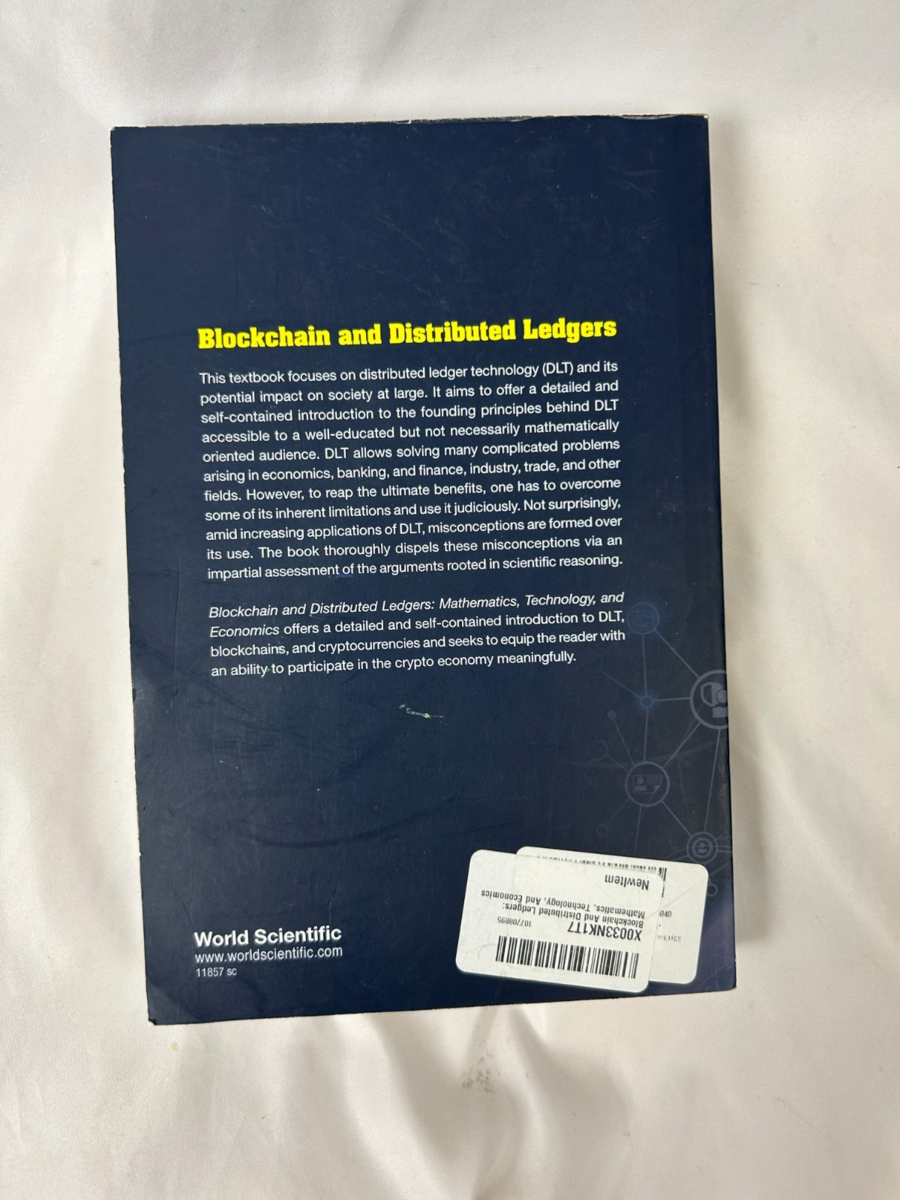 Blockchain and Distributed Ledgers
This textbook focuses on distributed ledger technology (DLT) and its
potential impact on society at large. It aims to offer a detailed and
self-contained introduction to the founding principles behind DLT
accessible to a well-educated but not necessarily mathematically
oriented audience. DLT allows solving many complicated problems
arising in economics, banking, and finance, industry, trade, and other
fields. However, to reap the ultimate benefits, one has to overcome
some of its inherent limitations and use it judiciously. Not surprisingly,
amid increasing applications of DLT, misconceptions are formed over
its use. The book thoroughly dispels these misconceptions via an
impartial assessment of the arguments rooted in scientific reasoning.
Blockchain and Distributed Ledgers: Mathematics, Technology, and
Economics offers a detailed and self-contained introduction to DLT,
blockchains, and cryptocurrencies and seeks to equip the reader with
an ability to participate in the crypto economy meaningfully.
World Scientific
www.worldscientific.com
11857 sc
X0033NK1T7
107709695
Blockchain And Distributed Ledgers:
Mathematics, Technology, And Economics
NewItem